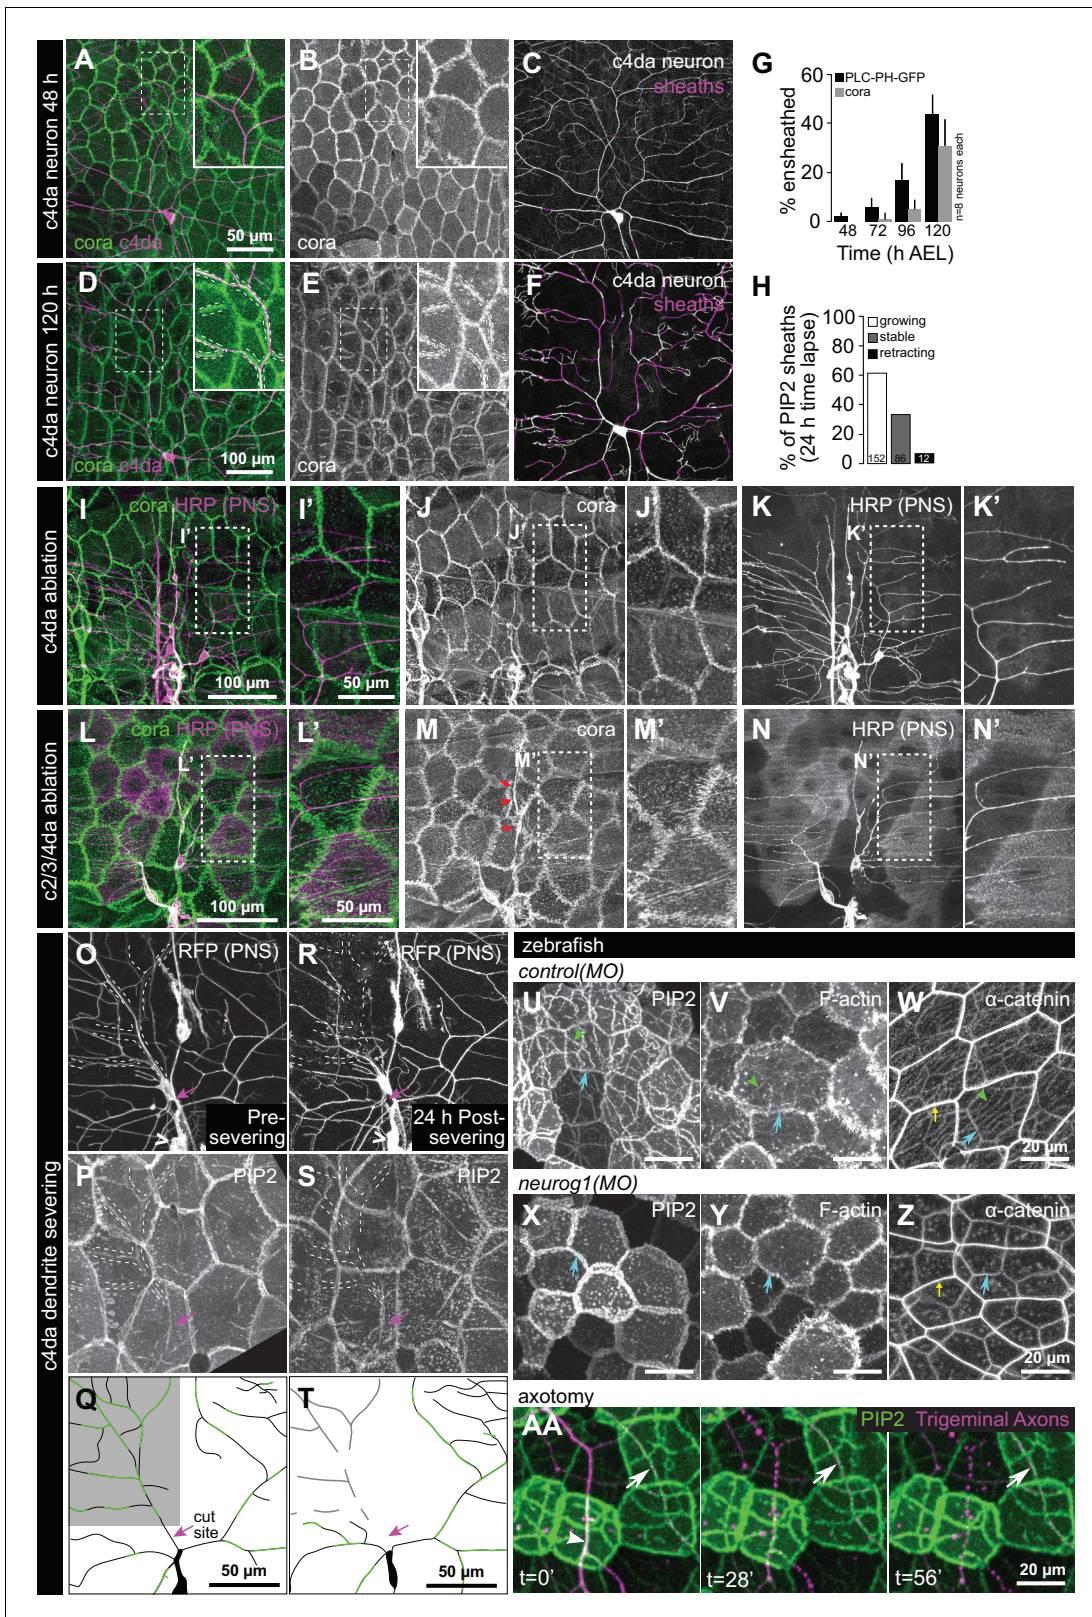 c4da neuron 48 h
A
cora c4da
50 µm
B
cora
C
c4da neuron
sheaths
G
PLC-PH-GFP
cora
% ensheathed
60
40
20
0
48
72
96
120
Time (h AEL)
n=8 neurons each
c4da neuron 120 h
D
cora c4da
100 µm
E
cora
F
c4da neuron
sheaths
H
growing
stable
retracting
% of PIP2 sheaths
(24 h time lapse)
100
80
60
40
20
0
152
86
12
c4da ablation
I
cora HRP (PNS)
I'
100 µm
I'
50 µm
J
cora
J'
J'
K
HRP (PNS)
K'
K'
c2/3/4da ablation
L
cora HRP (PNS)
L'
100 µm
L'
50 µm
M
cora
M'
M'
N
HRP (PNS)
N'
N'
c4da dendrite severing
O
RFP (PNS)
Pre-
severing
R
RFP (PNS)
24 h Post-
severing
P
PIP2
S
PIP2
Q
cut
site
50 µm
T
50 µm
zebrafish
control(MO)
U
PIP2
V
F-actin
W
α-catenin
20 µm
neurog1(MO)
X
PIP2
Y
F-actin
Z
α-catenin
20 µm
axotomy
AA
PIP2 Trigeminal Axons
t=0'
t=28'
t=56'
20 µm